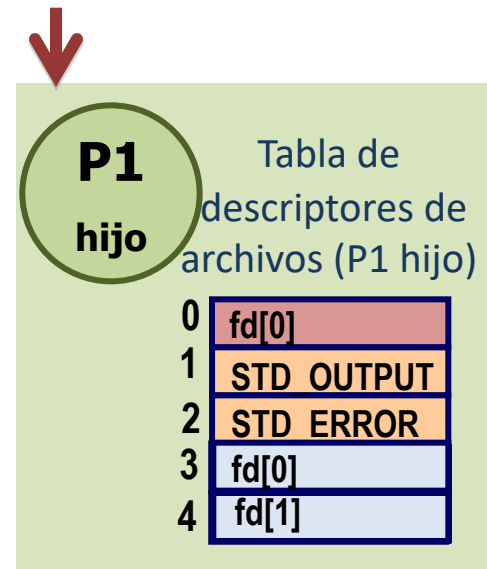 P1
hijo
Tabla de
descriptores de
archivos (P1 hijo)
0 fd[0]
1 STD_OUTPUT
2 STD_ERROR
3 fd[0]
4 fd[1]